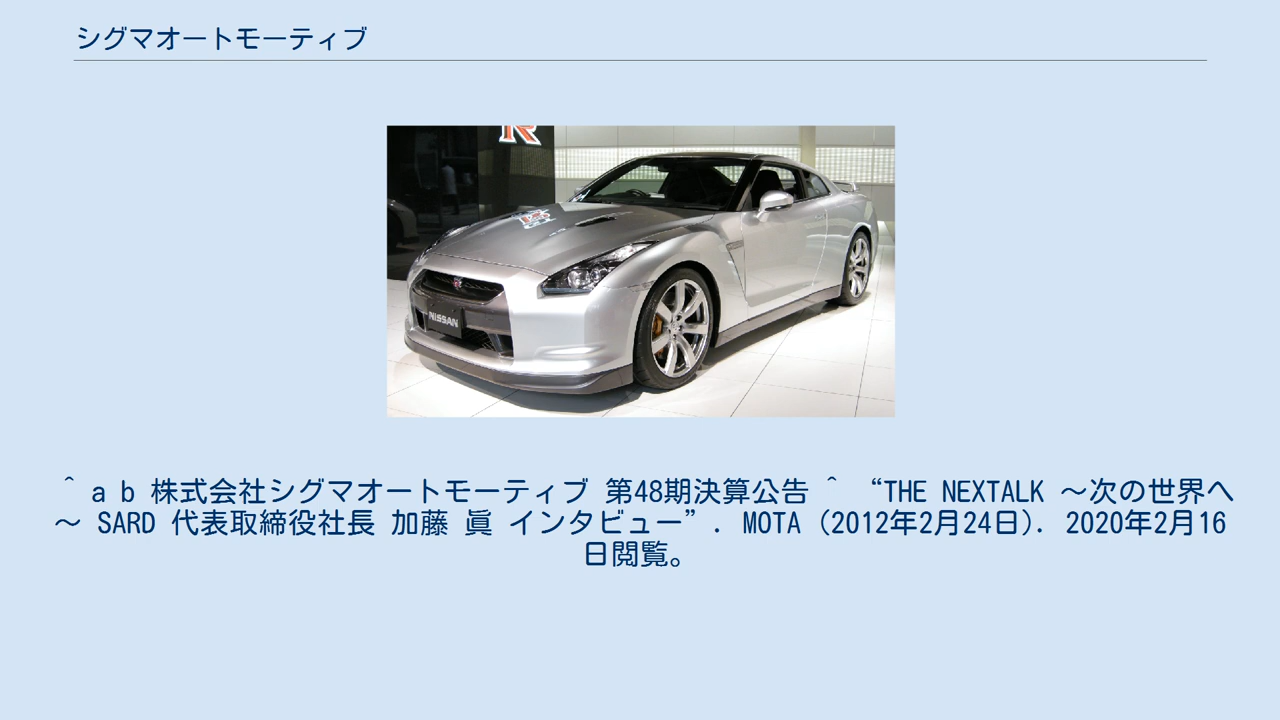 シグマオートモーティブ
R
NISSAN
^ a b 株式会社シグマオートモーティブ 第48期決算公告 ^ “THE NEXTALK ～次の世界へ
～ SARD 代表取締役社長 加藤 眞 インタビュー”. MOTA (2012年2月24日). 2020年2月16
日閲覧。